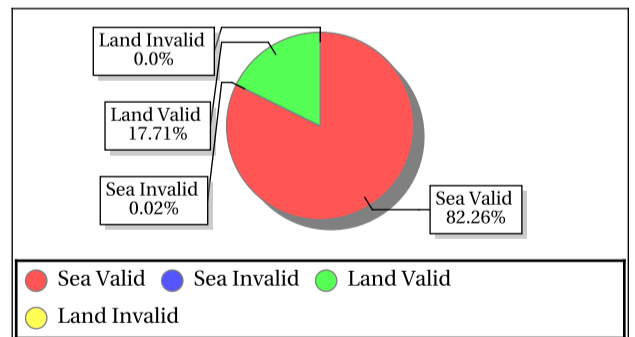 Land Invalid
0.0%
Land Valid
17.71%
Sea Invalid
0.02%
Sea Valid
82.26%
Sea Valid Sea Invalid Land Valid
Land Invalid